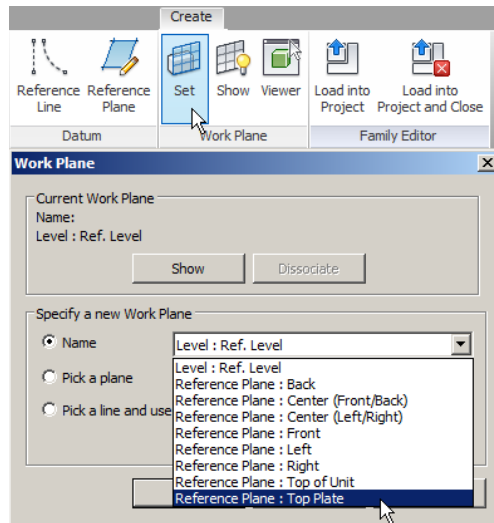 Create
Reference Line
Reference Plane
Set
Show
Viewer
Load into Project
Load into Project and Close
Datum
Work Plane
Family Editor
Work Plane
Current Work Plane
Name:
Level : Ref. Level
Show
Dissociate
Specify a new Work Plane
Name
Level : Ref. Level
Level : Ref. Level
Reference Plane : Back
Pick a plane
Reference Plane : Center (Front/Back)
Reference Plane : Center (Left/Right)
Pick a line and use
Reference Plane : Front
Reference Plane : Left
Reference Plane : Right
Reference Plane : Top of Unit
Reference Plane : Top Plate